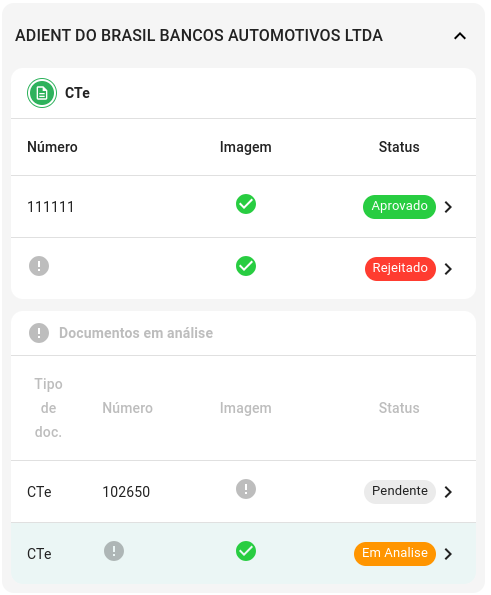 ADIENT DO BRASIL BANCOS AUTOMOTIVOS LTDA
CTe
Número Imagem Status
111111 Aprovado
Rejeitado
Documentos em análise
Tipo
de
doc.
Número Imagem Status
CTe 102650 Pendente
CTe Em Analise